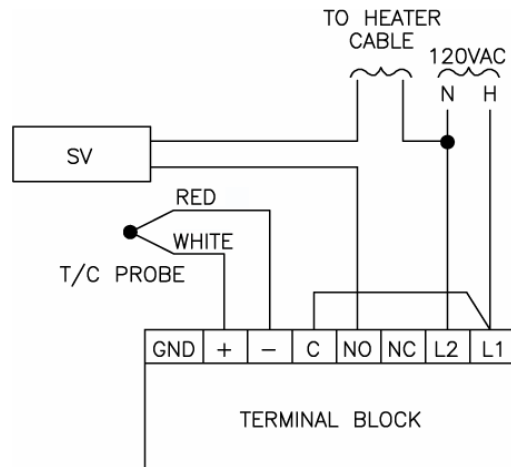 TO HEATER
CABLE
120VAC
N H
SV
RED
WHITE
T/C PROBE
GND + − C NO NC L2 L1
TERMINAL BLOCK